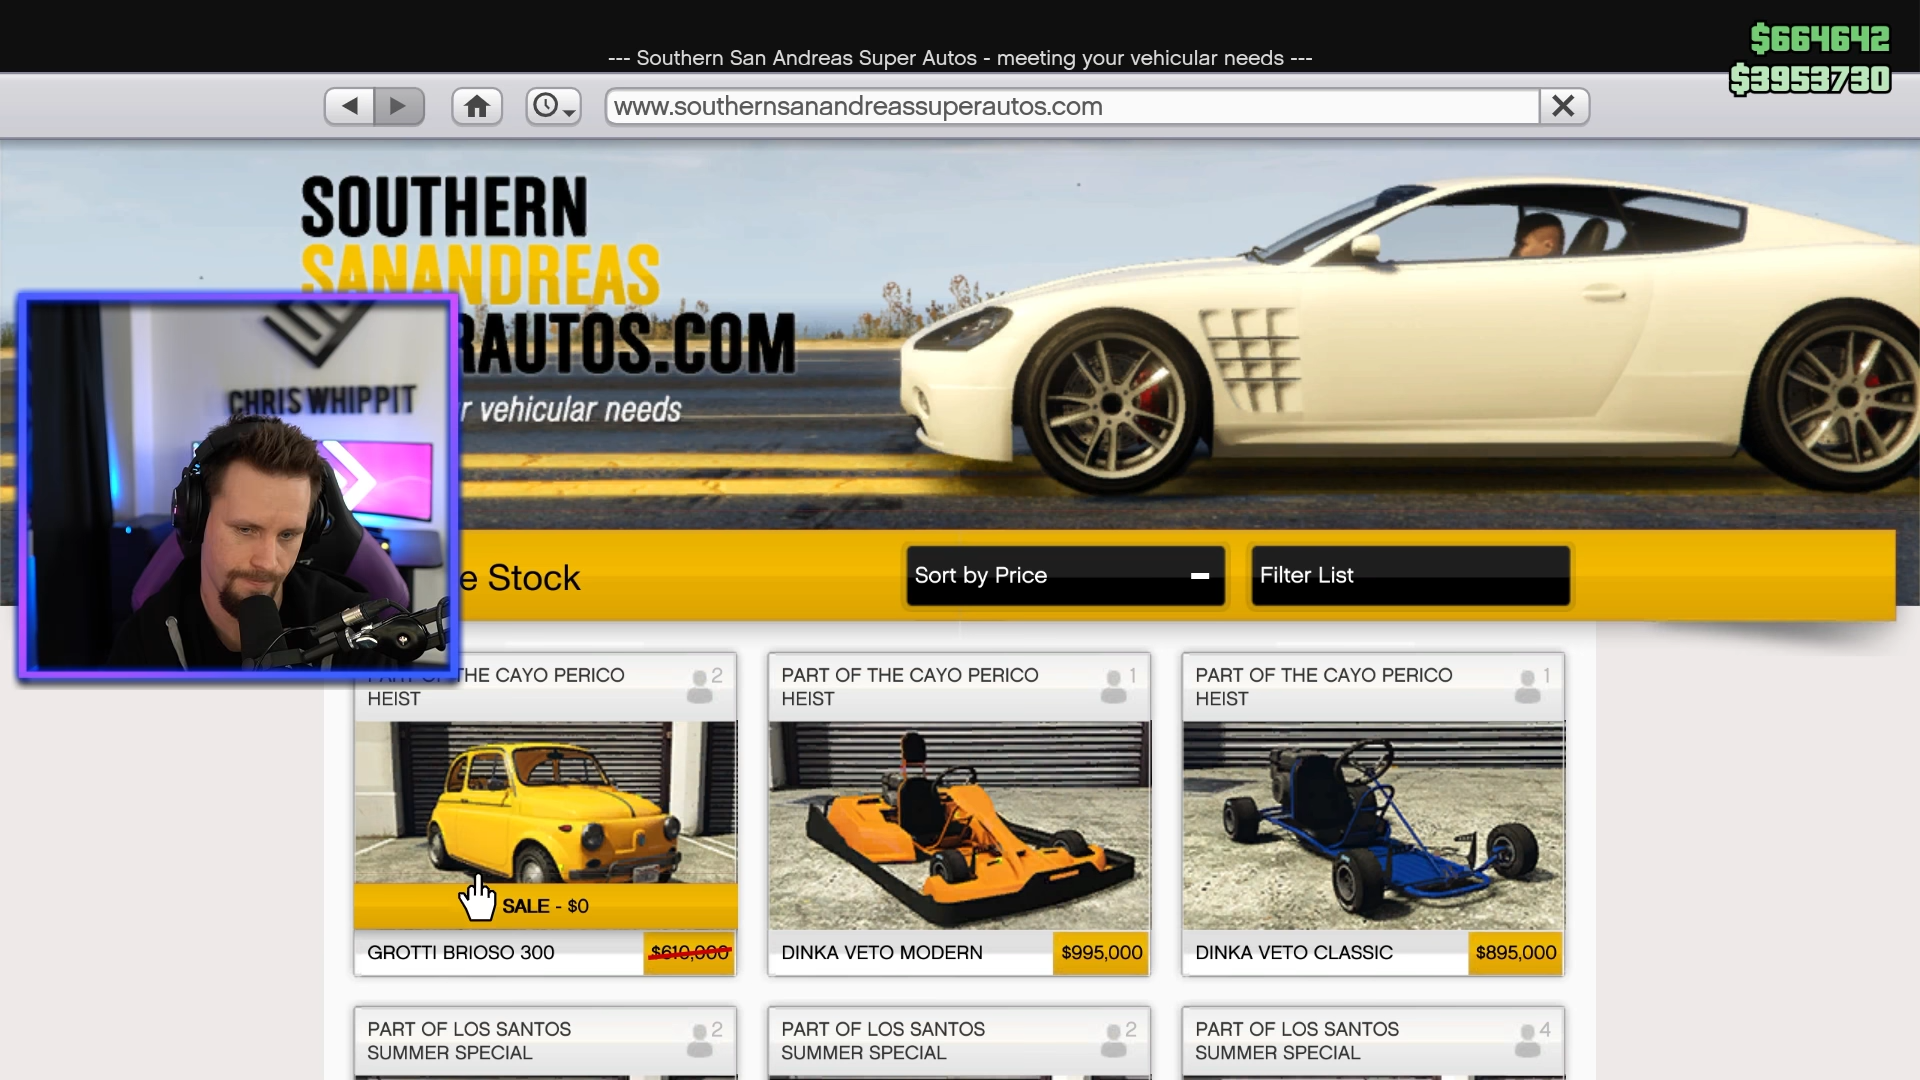 --- Southern San Andreas Super Autos - meeting your vehicular needs ---
$664642
$3953730
www.southernsanandreassuperautos.com
SOUTHERN
SANANDREAS
RAUTOS.COM
r vehicular needs
CHRIS WHIPPIT
e Stock
Sort by Price
Filter List
THE CAYO PERICO
HEIST
2
PART OF THE CAYO PERICO
HEIST
1
PART OF THE CAYO PERICO
HEIST
1
SALE - $0
GROTTI BRIOSO 300
$610,000
DINKA VETO MODERN
$995,000
DINKA VETO CLASSIC
$895,000
PART OF LOS SANTOS
SUMMER SPECIAL
2
PART OF LOS SANTOS
SUMMER SPECIAL
2
PART OF LOS SANTOS
SUMMER SPECIAL
4